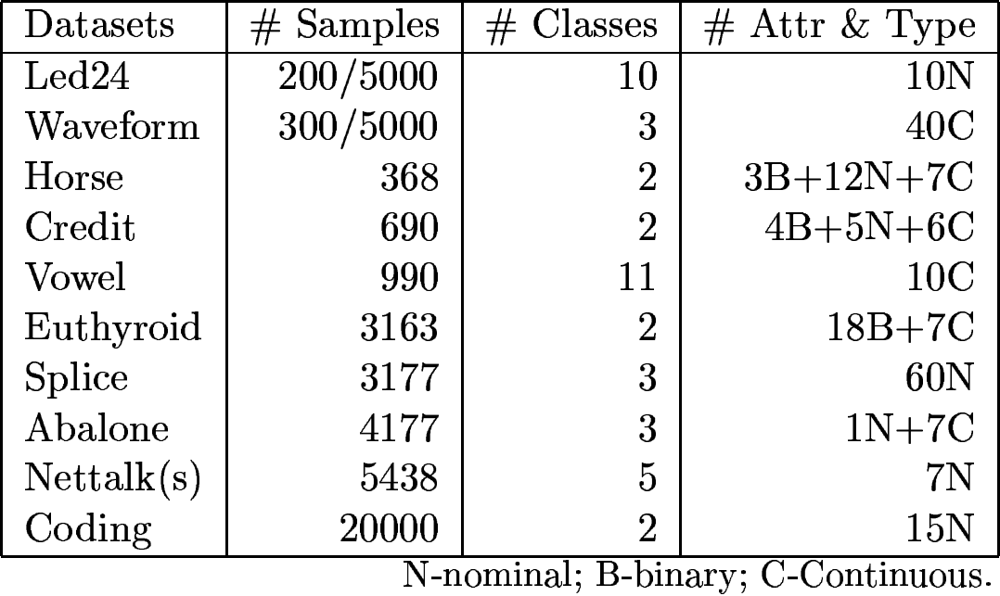 Datasets # Samples # Classes # Attr & Type
Led24 200/5000 10 10N
Waveform 300/5000 3 40C
Horse 368 2 3B+12N+7C
Credit 690 2 4B+5N+6C
Vowel 990 11 10C
Euthyroid 3163 2 18B+7C
Splice 3177 3 60N
Abalone 4177 3 1N+7C
Nettalk(s) 5438 5 7N
Coding 20000 2 15N
N-nominal; B-binary; C-Continuous.